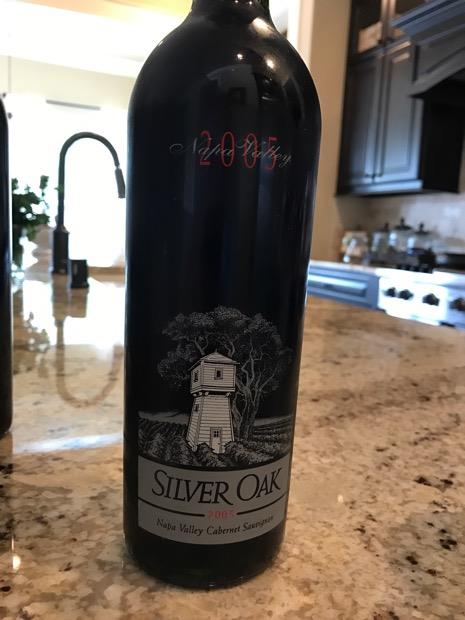 2005
Napa Valley
SILVER OAK
2005
Napa Valley Cabernet Sauvignon